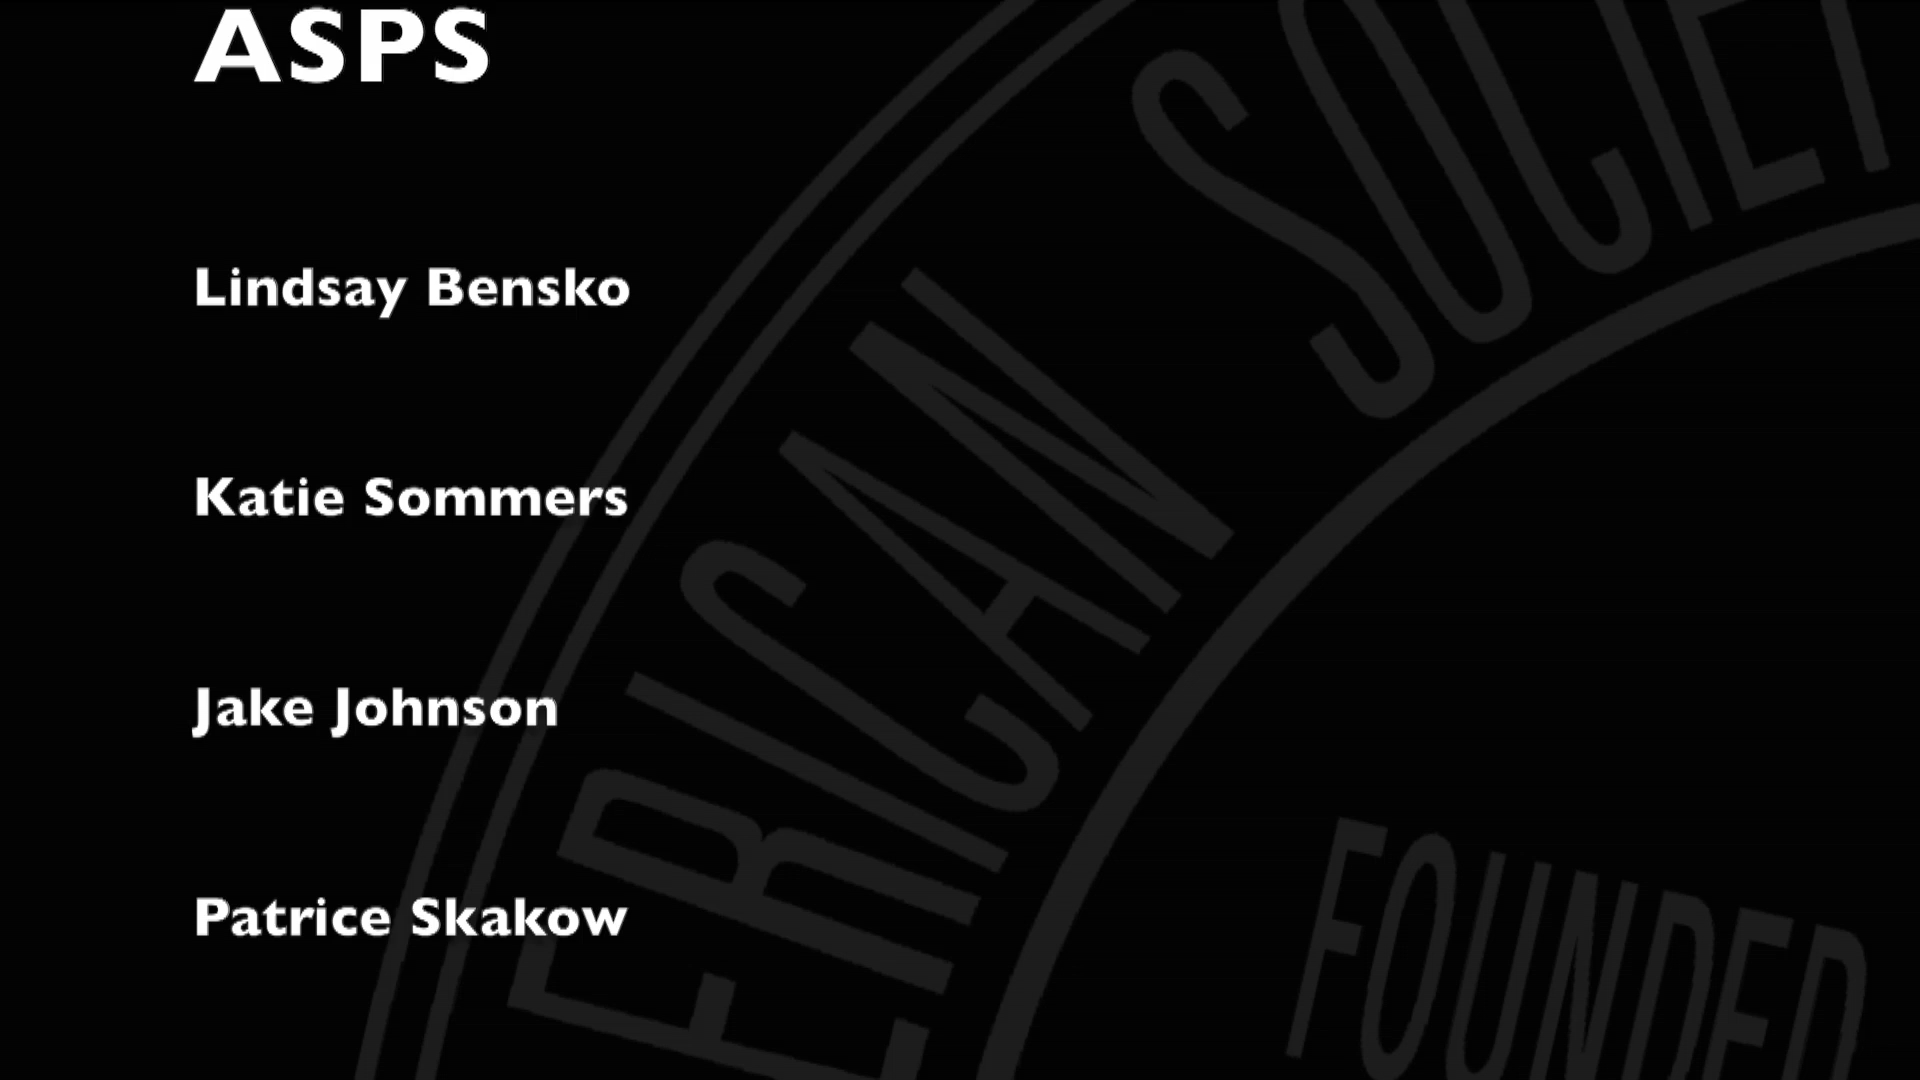 ASPS
Lindsay Bensko
Katie Sommers
Jake Johnson
Patrice Skakow
ERICAN SOCIET
FOUNDED